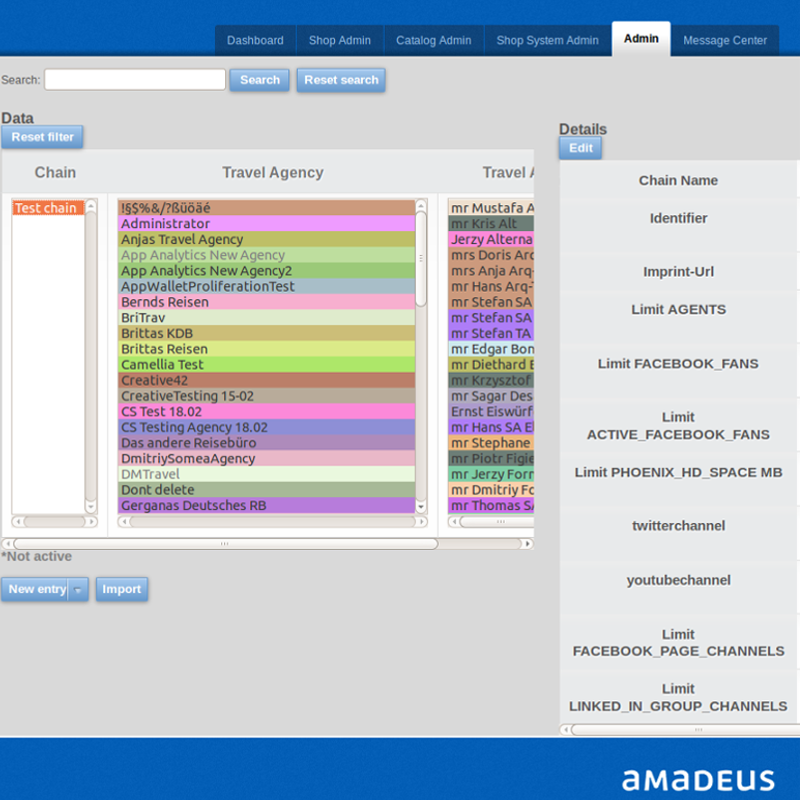 Dashboard
Shop Admin
Catalog Admin
Shop System Admin
Admin
Message Center
Search:
Search
Reset search
Data
Reset filter
Chain
Travel Agency
Travel
Test chain
!§$%&/?ßüöäé
Administrator
Anjas Travel Agency
App Analytics New Agency
App Analytics New Agency2
AppWalletProliferationTest
Bernds Reisen
BriTrav
Brittas KDB
Brittas Reisen
Camellia Test
Creative42
CreativeTesting 15-02
CS Test 18.02
CS Testing Agency 18.02
Das andere Reisebüro
DmitriySomeaAgency
DMTravel
Dont delete
Gerganas Deutsches RB
mr Mustafa A
mr Kris Alt
Jerzy Alterna
mrs Doris Arc
mrs Anja Arq-
mr Hans Arq-
mr Stefan SA
mr Stefan SA
mr Stefan TA
mr Edgar Bon
mr Diethard
mr Krzysztof
mr Sagar Des
Ernst Eiswürf
mr Hans SA
mr Stephane
mr Piotr Figie
mr Jerzy Forr
mr Dmitriy Fo
mr Thomas SA
*Not active
New entry
Import
Details
Edit
Chain Name
Identifier
Imprint-Url
Limit AGENTS
Limit FACEBOOK_FANS
Limit
ACTIVE_FACEBOOK_FANS
Limit PHOENIX_HD_SPACE MB
twitterchannel
youtubechannel
Limit
FACEBOOK_PAGE_CHANNELS
Limit
LINKED_IN_GROUP_CHANNELS
aMaDEUS